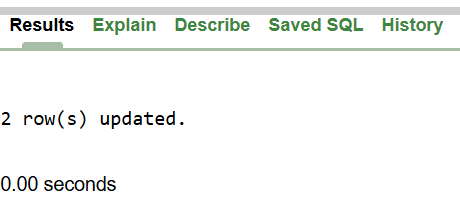 Results Explain Describe Saved SQL History
2 row(s) updated.
0.00 seconds